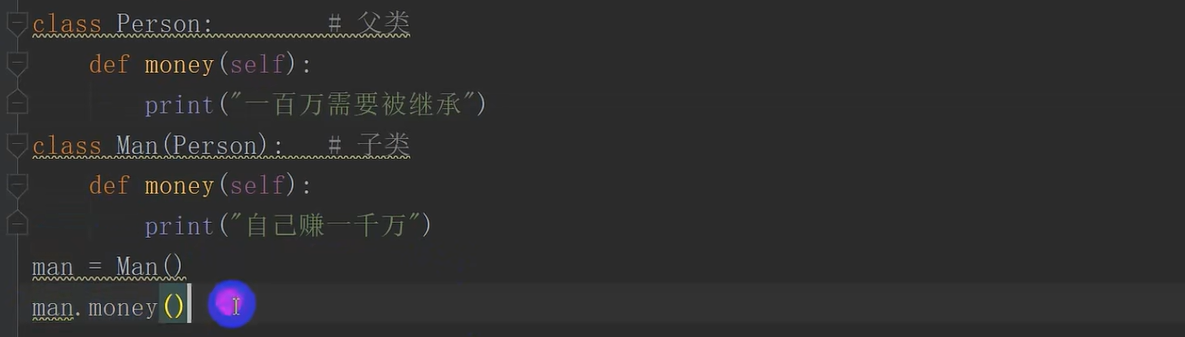 class Person:        # 父类
    def money(self):
        print("一百万需要被继承")
class Man(Person):   # 子类
    def money(self):
        print("自己赚一千万")
man = Man()
man.money()